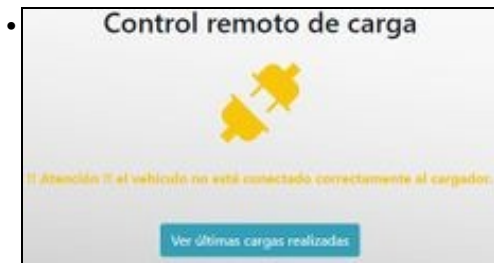 Control remoto de carga
!! Atención !! el vehículo no está conectado correctamente al cargador.
Ver últimas cargas realizadas